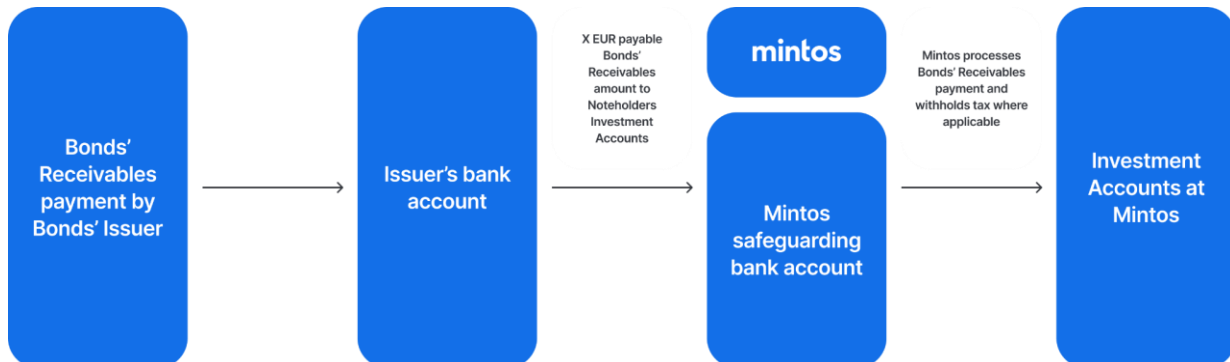 Bonds'
Receivables
payment by
Bonds' Issuer
Issuer's bank
account
X EUR payable
Bonds'
Receivables
amount to
Noteholders
Investment
Accounts
mintos
Mintos
safeguarding
bank account
Mintos processes
Bonds' Receivables
payment and
withholds tax where
applicable
Investment
Accounts at
Mintos